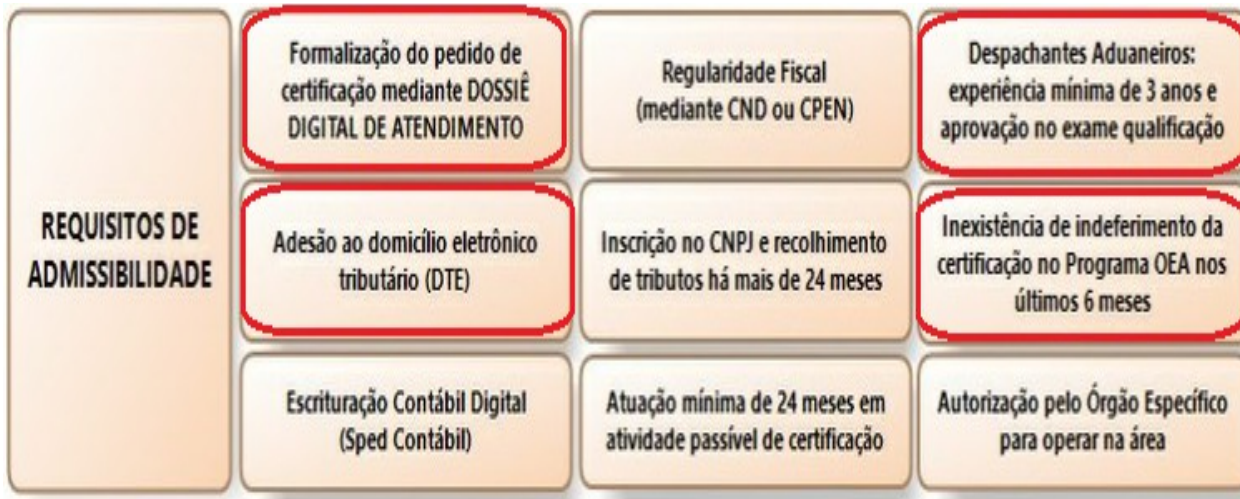 REQUISITOS DE
ADMISSIBILIDADE
Formalização do pedido de
certificação mediante DOSSIÊ
DIGITAL DE ATENDIMENTO
Regularidade Fiscal
(mediante CND ou CPEN)
Despachantes Aduaneiros:
experiência mínima de 3 anos e
aprovação no exame qualificação
Adesão ao domicílio eletrônico
tributário (DTE)
Inscrição no CNPJ e recolhimento
de tributos há mais de 24 meses
Inexistência de indeferimento da
certificação no Programa OEA nos
últimos 6 meses
Escrituração Contábil Digital
(Sped Contábil)
Atuação mínima de 24 meses em
atividade passível de certificação
Autorização pelo Órgão Específico
para operar na área